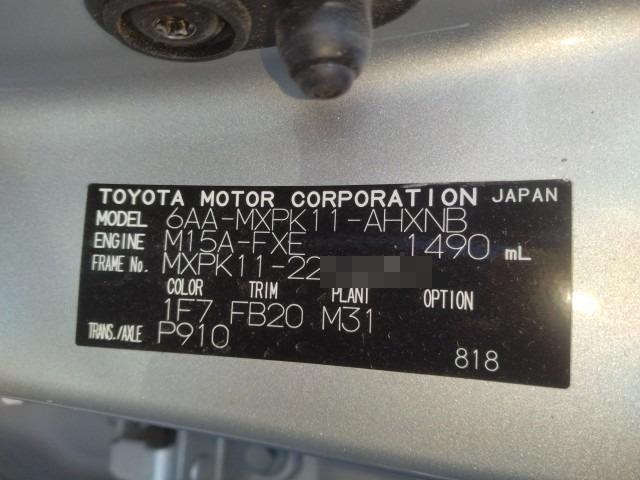 TOYOTA MOTOR CORPORATION JAPAN
MODEL 6AA-MXPK11-AHXNB
ENGINE M15A-FXE 1490 mL
FRAME No. MXPK11-22
COLOR TRIM PLANT OPTION
1F7 FB20 M31
TRANS./AXLE P910
818